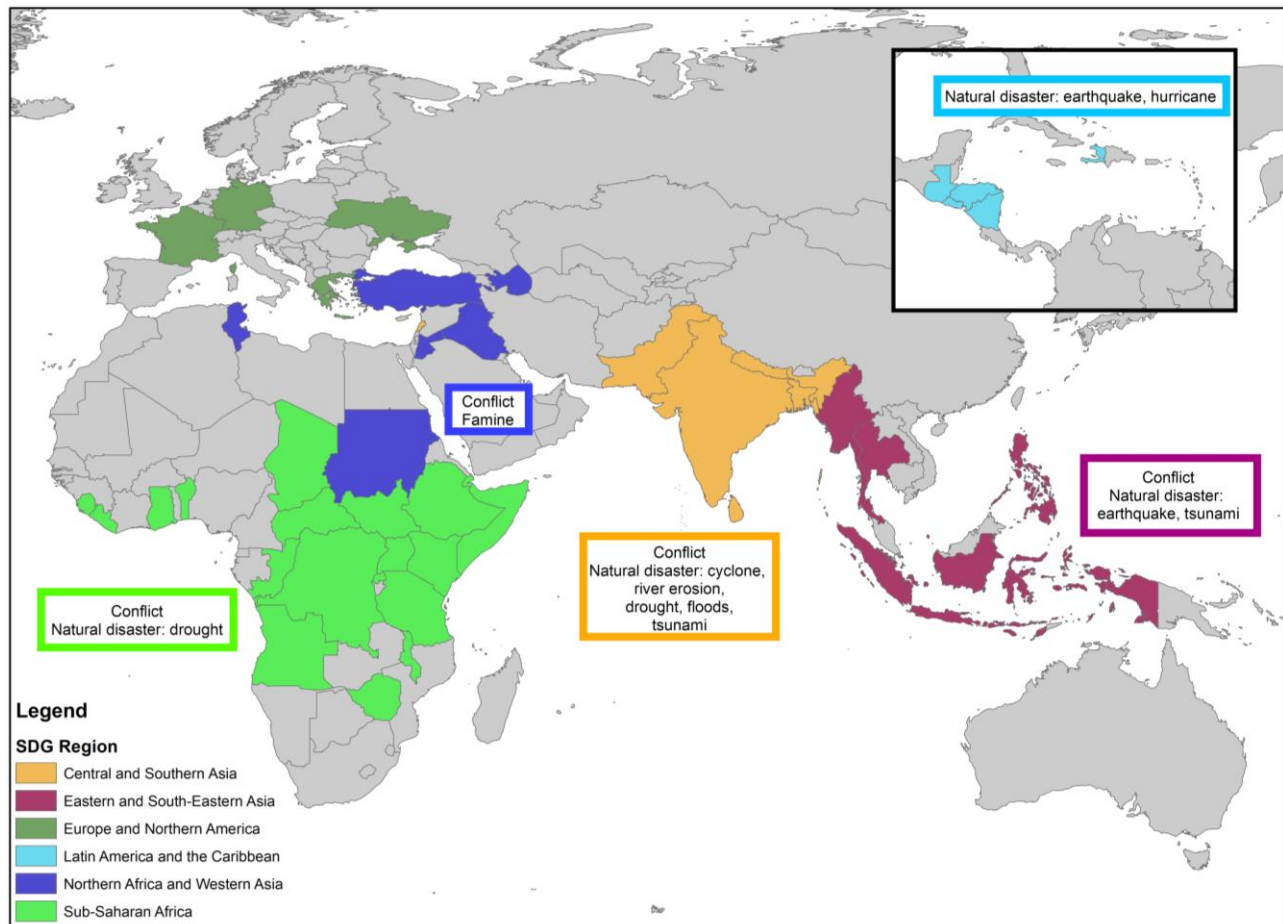 Natural disaster: earthquake, hurricane
Conflict
Famine
Conflict
Natural disaster:
earthquake, tsunami
Conflict
Natural disaster: cyclone,
river erosion,
drought, floods,
tsunami
Conflict
Natural disaster: drought
Legend
SDG Region
Central and Southern Asia
Eastern and South-Eastern Asia
Europe and Northern America
Latin America and the Caribbean
Northern Africa and Western Asia
Sub-Saharan Africa